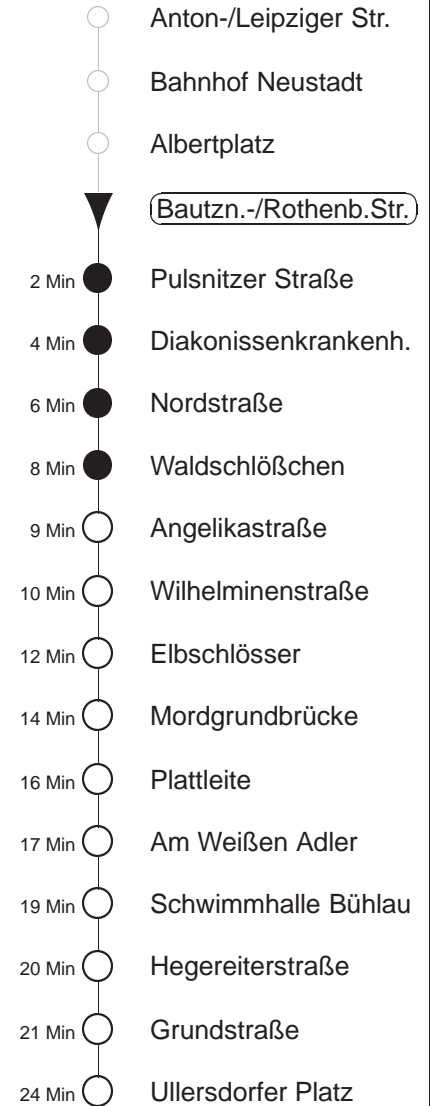 Anton-/Leipziger Str.
Bahnhof Neustadt
Albertplatz
Bautzn.-/Rothenb.Str.
2 Min Pulsnitzer Straße
4 Min Diakonissenkrankenh.
6 Min Nordstraße
8 Min Waldschlößchen
9 Min Angelikastraße
10 Min Wilhelminenstraße
12 Min Elbschlösser
14 Min Mordgrundbrücke
16 Min Plattleite
17 Min Am Weißen Adler
19 Min Schwimmhalle Bühlau
20 Min Hegereiterstraße
21 Min Grundstraße
24 Min Ullersdorfer Platz